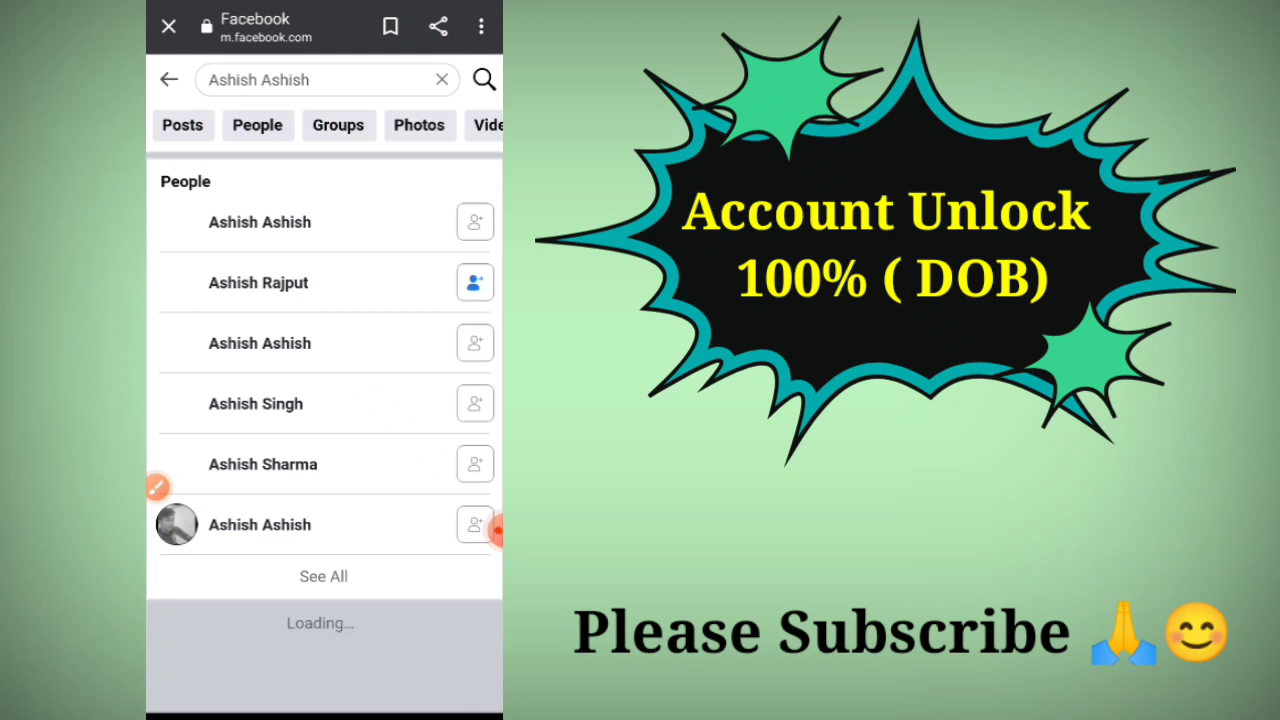 Facebook
m.facebook.com
Ashish Ashish
Posts People Groups Photos Vide
People
Ashish Ashish
Ashish Rajput
Ashish Ashish
Ashish Singh
Ashish Sharma
Ashish Ashish
See All
Loading...
Account Unlock
100% ( DOB)
Please Subscribe 🙏😊